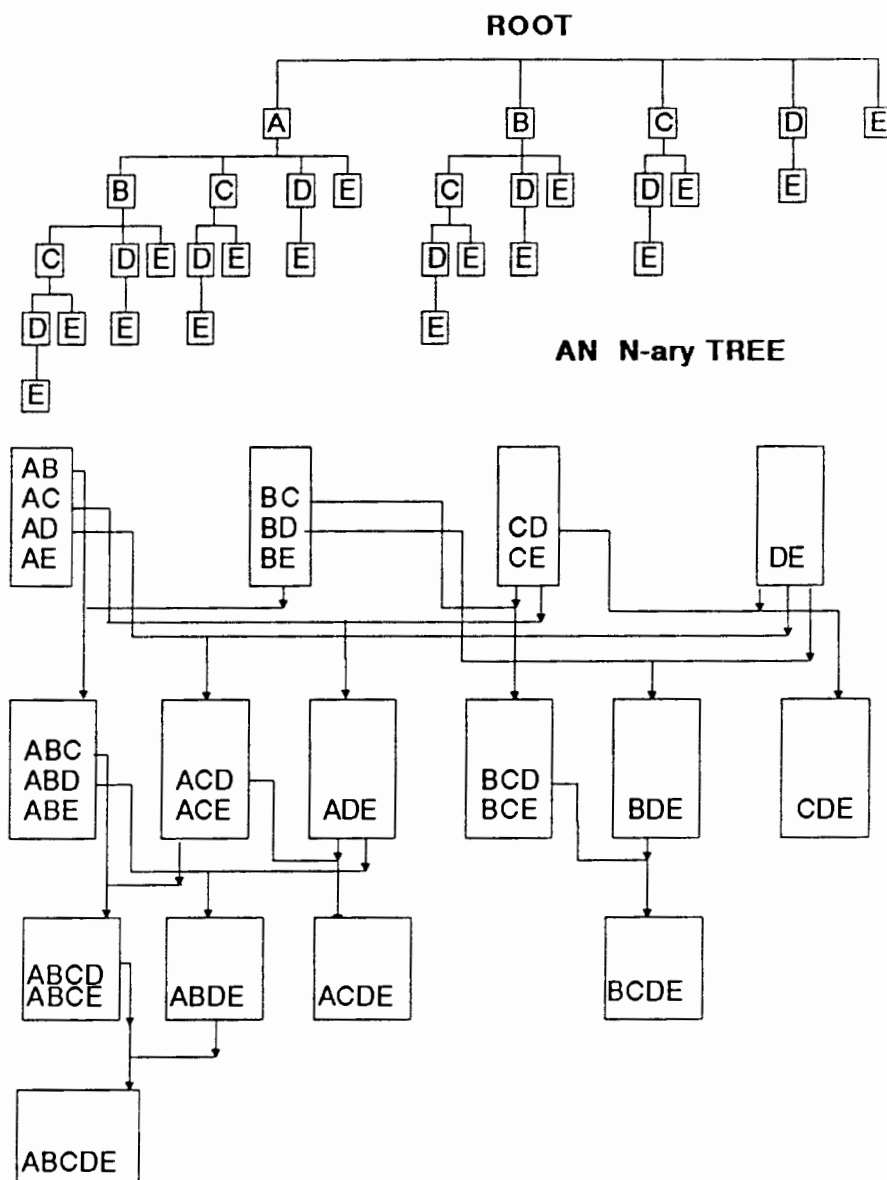 ROOT
A B C D E
B C D E C D E D E E
C D E D E E D E E E
D E E E E
AN N-ary TREE
E
AB
AC BC
AD BD CD
AE BE CE DE
ABC
ABD ACD BCD
ABE ACE ADE BCE BDE CDE
ABCD
ABCE ABDE ACDE BCDE
ABCDE